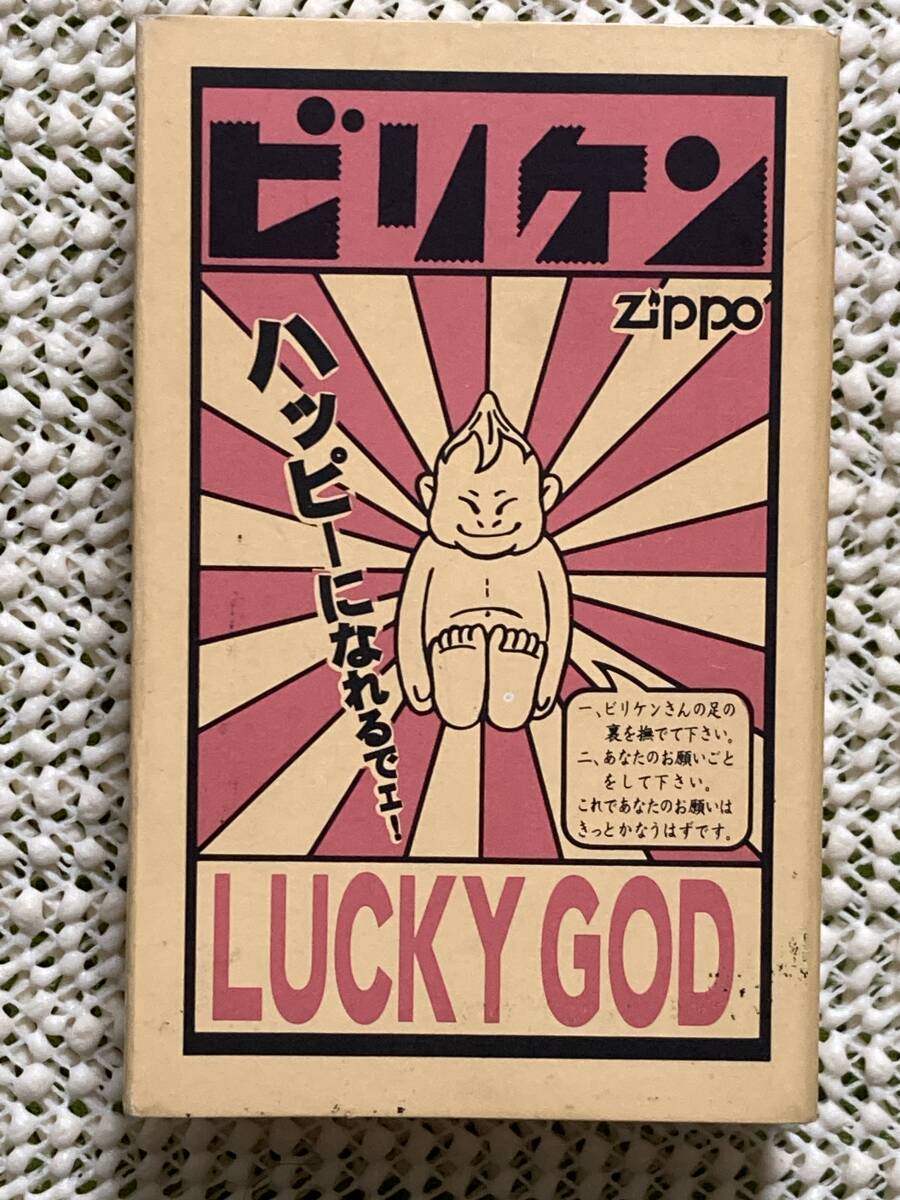 ビリケン
zippo
ハッピーになれるでェ!
一、ビリケンさんの足の
裏を撫でて下さい。
二、あなたのお願いごと
をして下さい。
これであなたのお願いは
きっとかなうはずです。
LUCKY GOD